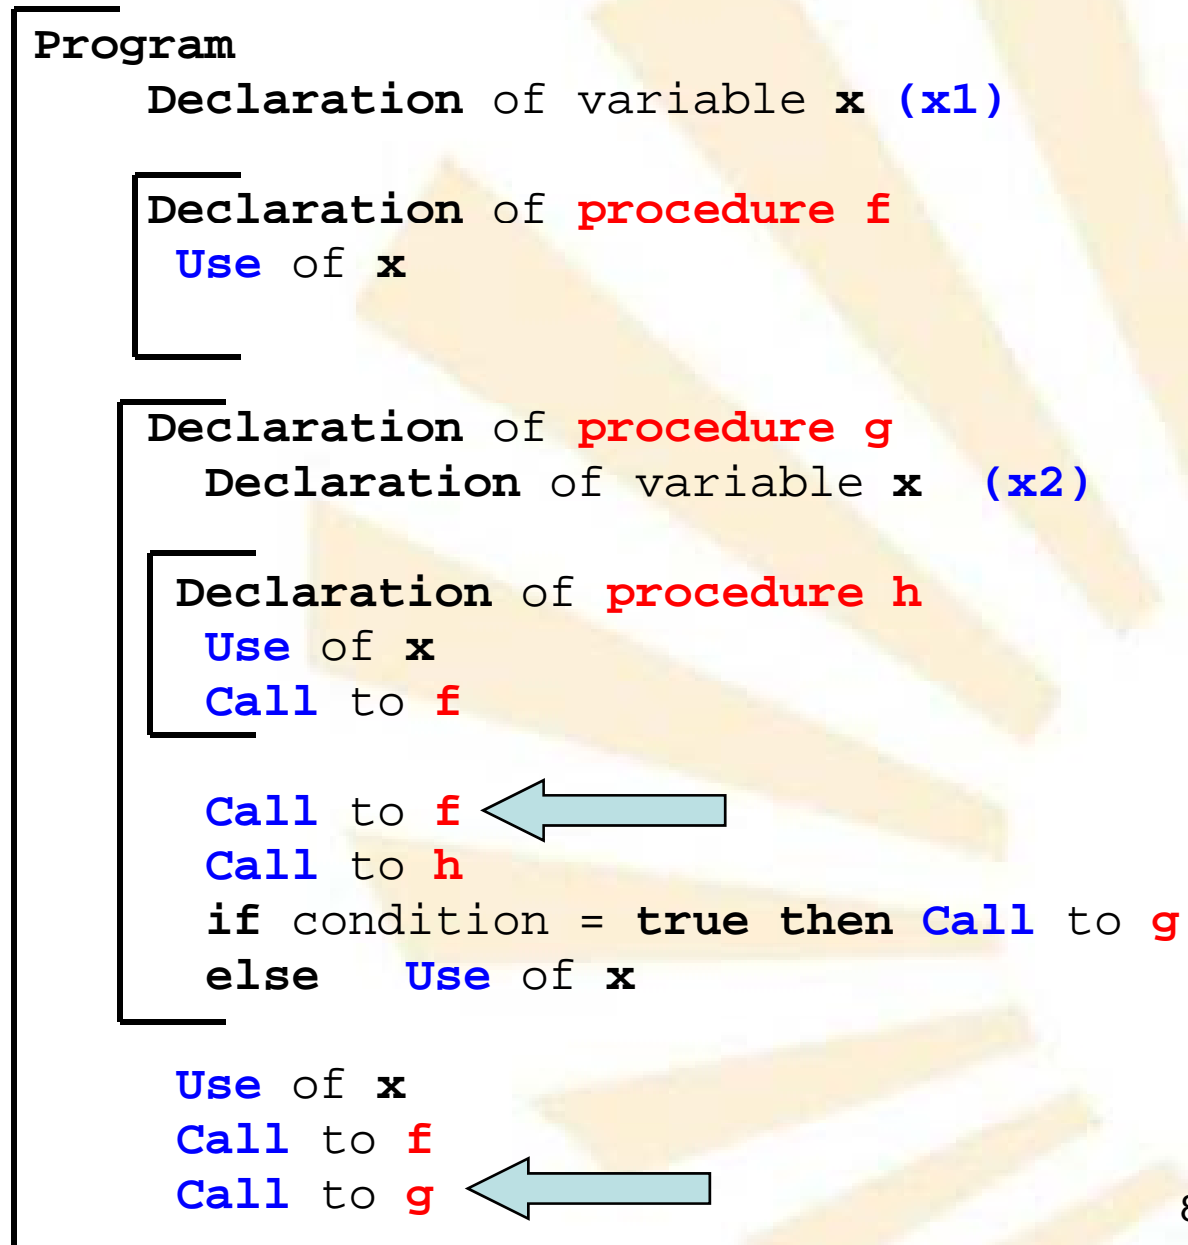 Program
Declaration of variable x (x1)
Declaration of procedure f
Use of x
Declaration of procedure g
Declaration of variable x (x2)
Declaration of procedure h
Use of x
Call to f
Call to f
Call to h
if condition = true then Call to g
else Use of x
Use of x
Call to f
Call to g